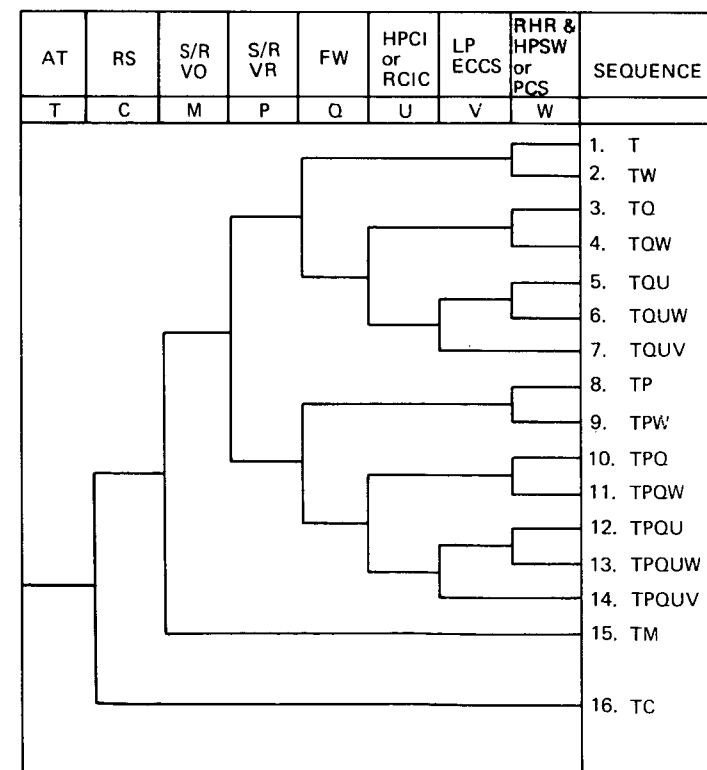 AT RS S/R VO S/R VR FW HPCI or RCIC LP ECCS RHR & HPSW or PCS SEQUENCE
T C M P Q U V W
1. T
2. TW
3. TQ
4. TQW
5. TQU
6. TQUW
7. TQUV
8. TP
9. TPW
10. TPQ
11. TPQW
12. TPQU
13. TPQUW
14. TPQUV
15. TM
16. TC